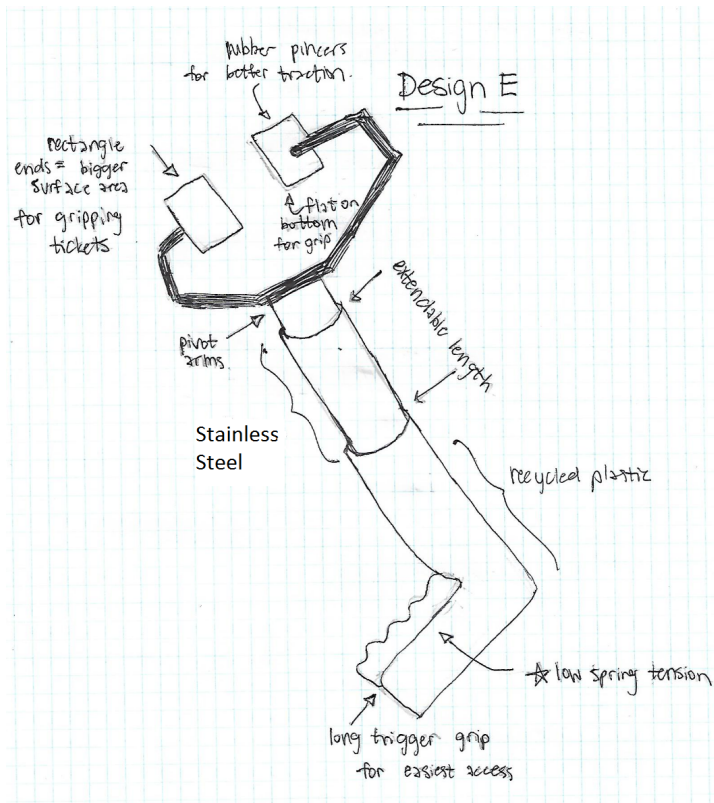 rubber pincers
for better traction.
Design E
rectangle
ends = bigger
surface area
for gripping
tickets
flat on
bottom
for grip
extendable length
pivot
arms.
Stainless
Steel
recycled plastic
☆ low spring tension
long trigger grip
for easiest access